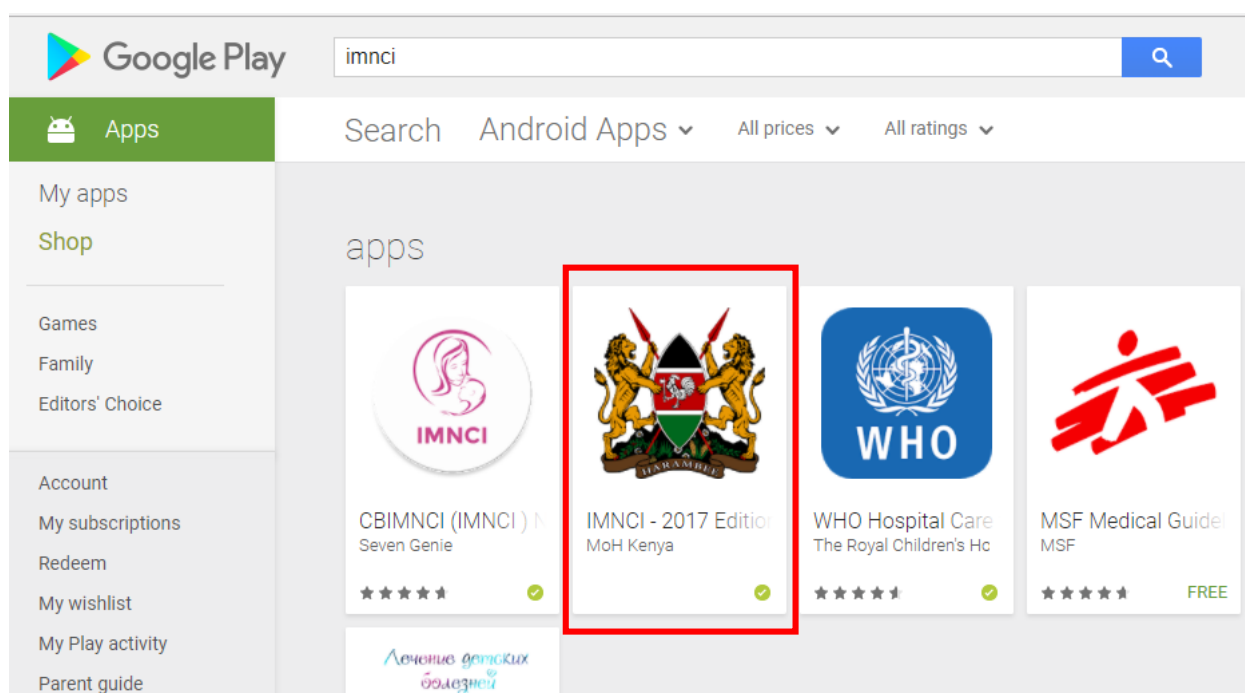 Google Play
imnci
Apps
Search Android Apps All prices All ratings
My apps
Shop
apps
Games
Family
Editors' Choice
Account
My subscriptions
Redeem
My wishlist
My Play activity
Parent guide
IMNCI
CBIMNCI (IMNCI ) N
Seven Genie
HARAMBEE
IMNCI - 2017 Edition
MoH Kenya
WHO
WHO Hospital Care
The Royal Children's Ho
MSF Medical Guidel
MSF
FREE
Лечение детских
болезней